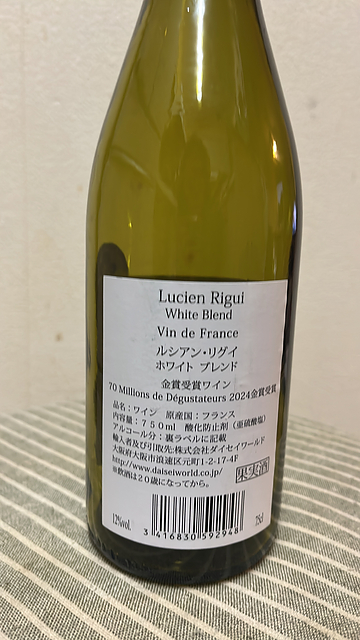 Lucien Rigui
White Blend
Vin de France
ルシアン・リグイ
ホワイト ブレンド
金賞受賞ワイン
70 Millions de Dégustateurs 2024金賞受賞
品名：ワイン 原産国：フランス
内容量：７５０㎖ 酸化防止剤（亜硫酸塩）
アルコール分：裏ラベルに記載
輸入者及び引取先:株式会社ダイセイワールド
大阪府大阪市浪速区元町1-2-17-4F
http://www.daiseiworld.co.jp/
果実酒
※飲酒は２０歳になってから。
12%vol.
75cl
3 416830 592948